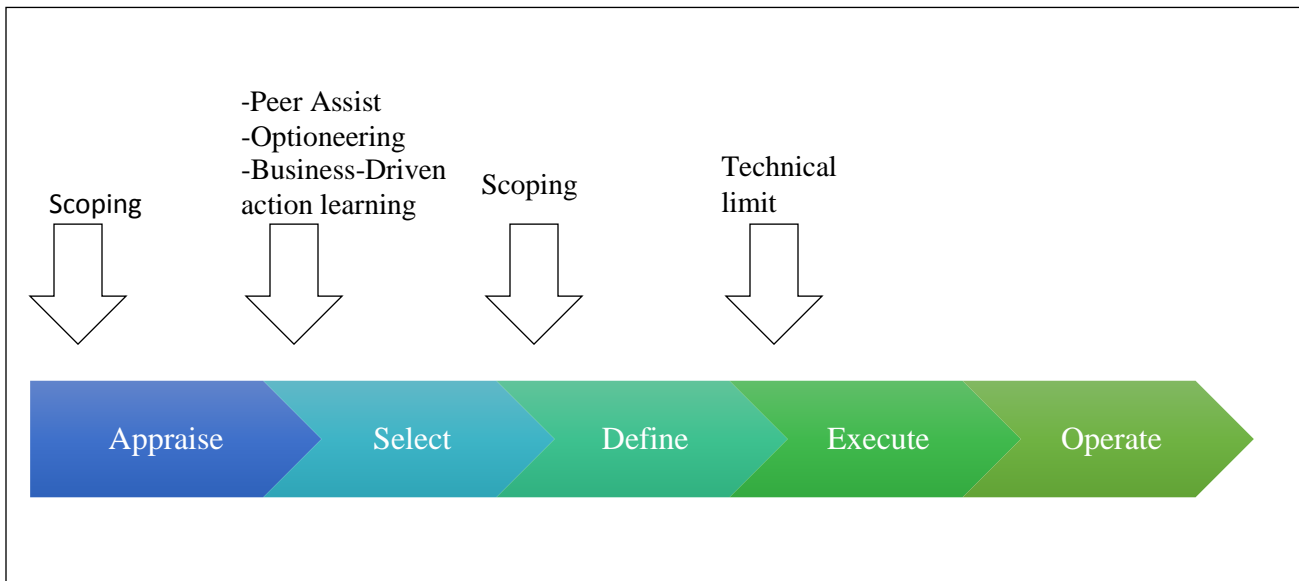 -Peer Assist
-Optioneering
-Business-Driven
action learning
Scoping
Scoping
Technical
limit
Appraise
Select
Define
Execute
Operate